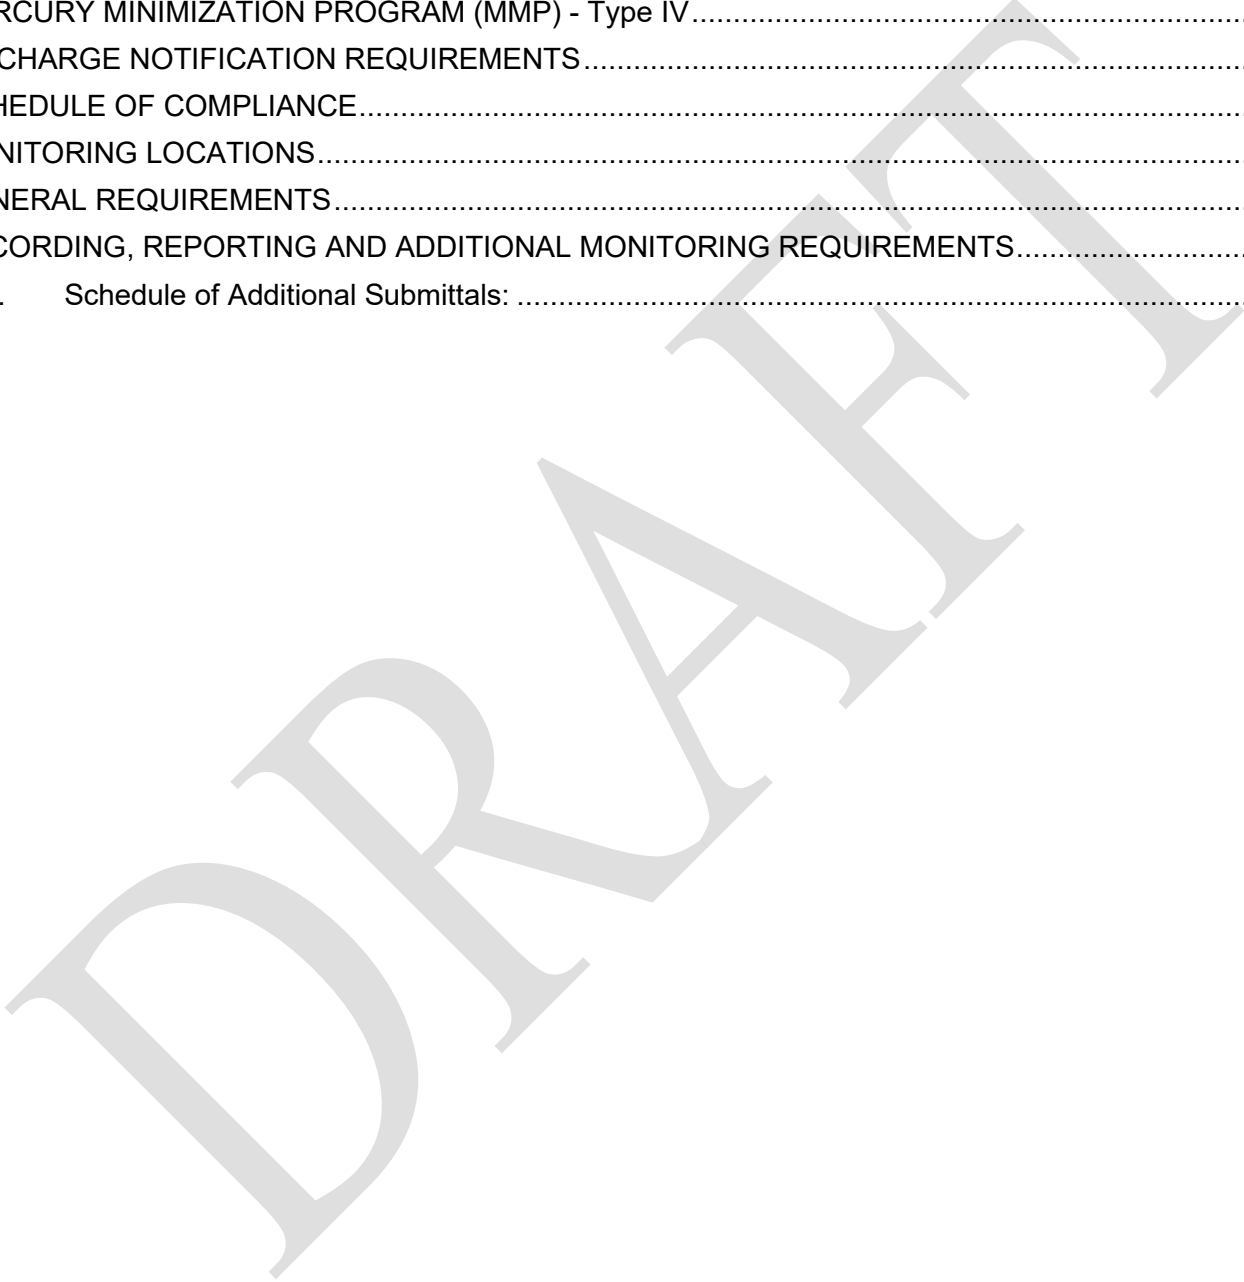 RCURY MINIMIZATION PROGRAM (MMP) - Type IV
CHARGE NOTIFICATION REQUIREMENTS
HEDULE OF COMPLIANCE
NITORING LOCATIONS
NERAL REQUIREMENTS
CORDING, REPORTING AND ADDITIONAL MONITORING REQUIREMENTS
. Schedule of Additional Submittals:
DRAFT